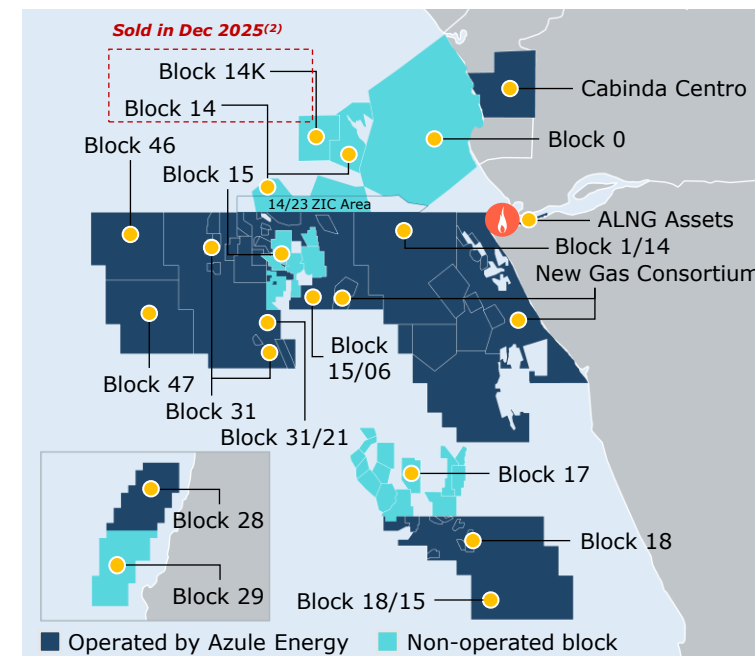 Sold in Dec 2025(2)
Block 14K
Cabinda Centro
Block 14
Block 46
Block 0
Block 15
14/23 ZIC Area
ALNG Assets
Block 1/14
New Gas Consortium
Block
15/06
Block 47
Block 31
Block 31/21
Block 17
Block 28
Block 18
Block 29
Block 18/15
Operated by Azule Energy
Non-operated block